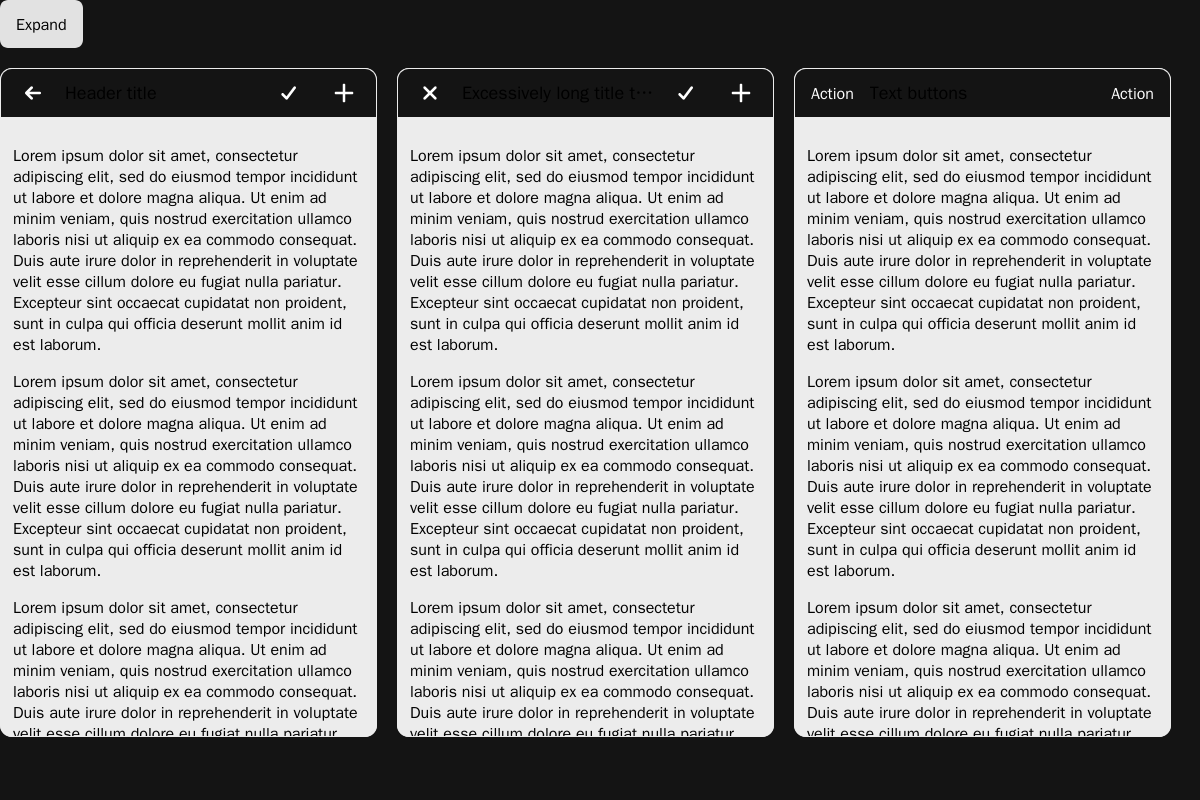 Expand
Header title
Lorem ipsum dolor sit amet, consectetur
adipiscing elit, sed do eiusmod tempor incididunt
ut labore et dolore magna aliqua. Ut enim ad
minim veniam, quis nostrud exercitation ullamco
laboris nisi ut aliquip ex ea commodo consequat.
Duis aute irure dolor in reprehenderit in voluptate
velit esse cillum dolore eu fugiat nulla pariatur.
Excepteur sint occaecat cupidatat non proident,
sunt in culpa qui officia deserunt mollit anim id
est laborum.
Lorem ipsum dolor sit amet, consectetur
adipiscing elit, sed do eiusmod tempor incididunt
ut labore et dolore magna aliqua. Ut enim ad
minim veniam, quis nostrud exercitation ullamco
laboris nisi ut aliquip ex ea commodo consequat.
Duis aute irure dolor in reprehenderit in voluptate
velit esse cillum dolore eu fugiat nulla pariatur.
Excepteur sint occaecat cupidatat non proident,
sunt in culpa qui officia deserunt mollit anim id
est laborum.
Lorem ipsum dolor sit amet, consectetur
adipiscing elit, sed do eiusmod tempor incididunt
ut labore et dolore magna aliqua. Ut enim ad
minim veniam, quis nostrud exercitation ullamco
laboris nisi ut aliquip ex ea commodo consequat.
Duis aute irure dolor in reprehenderit in voluptate
velit esse cillum dolore eu fugiat nulla pariatur.
Excessively long title t…
Lorem ipsum dolor sit amet, consectetur
adipiscing elit, sed do eiusmod tempor incididunt
ut labore et dolore magna aliqua. Ut enim ad
minim veniam, quis nostrud exercitation ullamco
laboris nisi ut aliquip ex ea commodo consequat.
Duis aute irure dolor in reprehenderit in voluptate
velit esse cillum dolore eu fugiat nulla pariatur.
Excepteur sint occaecat cupidatat non proident,
sunt in culpa qui officia deserunt mollit anim id
est laborum.
Lorem ipsum dolor sit amet, consectetur
adipiscing elit, sed do eiusmod tempor incididunt
ut labore et dolore magna aliqua. Ut enim ad
minim veniam, quis nostrud exercitation ullamco
laboris nisi ut aliquip ex ea commodo consequat.
Duis aute irure dolor in reprehenderit in voluptate
velit esse cillum dolore eu fugiat nulla pariatur.
Excepteur sint occaecat cupidatat non proident,
sunt in culpa qui officia deserunt mollit anim id
est laborum.
Lorem ipsum dolor sit amet, consectetur
adipiscing elit, sed do eiusmod tempor incididunt
ut labore et dolore magna aliqua. Ut enim ad
minim veniam, quis nostrud exercitation ullamco
laboris nisi ut aliquip ex ea commodo consequat.
Duis aute irure dolor in reprehenderit in voluptate
velit esse cillum dolore eu fugiat nulla pariatur.
Action Text buttons Action
Lorem ipsum dolor sit amet, consectetur
adipiscing elit, sed do eiusmod tempor incididunt
ut labore et dolore magna aliqua. Ut enim ad
minim veniam, quis nostrud exercitation ullamco
laboris nisi ut aliquip ex ea commodo consequat.
Duis aute irure dolor in reprehenderit in voluptate
velit esse cillum dolore eu fugiat nulla pariatur.
Excepteur sint occaecat cupidatat non proident,
sunt in culpa qui officia deserunt mollit anim id
est laborum.
Lorem ipsum dolor sit amet, consectetur
adipiscing elit, sed do eiusmod tempor incididunt
ut labore et dolore magna aliqua. Ut enim ad
minim veniam, quis nostrud exercitation ullamco
laboris nisi ut aliquip ex ea commodo consequat.
Duis aute irure dolor in reprehenderit in voluptate
velit esse cillum dolore eu fugiat nulla pariatur.
Excepteur sint occaecat cupidatat non proident,
sunt in culpa qui officia deserunt mollit anim id
est laborum.
Lorem ipsum dolor sit amet, consectetur
adipiscing elit, sed do eiusmod tempor incididunt
ut labore et dolore magna aliqua. Ut enim ad
minim veniam, quis nostrud exercitation ullamco
laboris nisi ut aliquip ex ea commodo consequat.
Duis aute irure dolor in reprehenderit in voluptate
velit esse cillum dolore eu fugiat nulla pariatur.